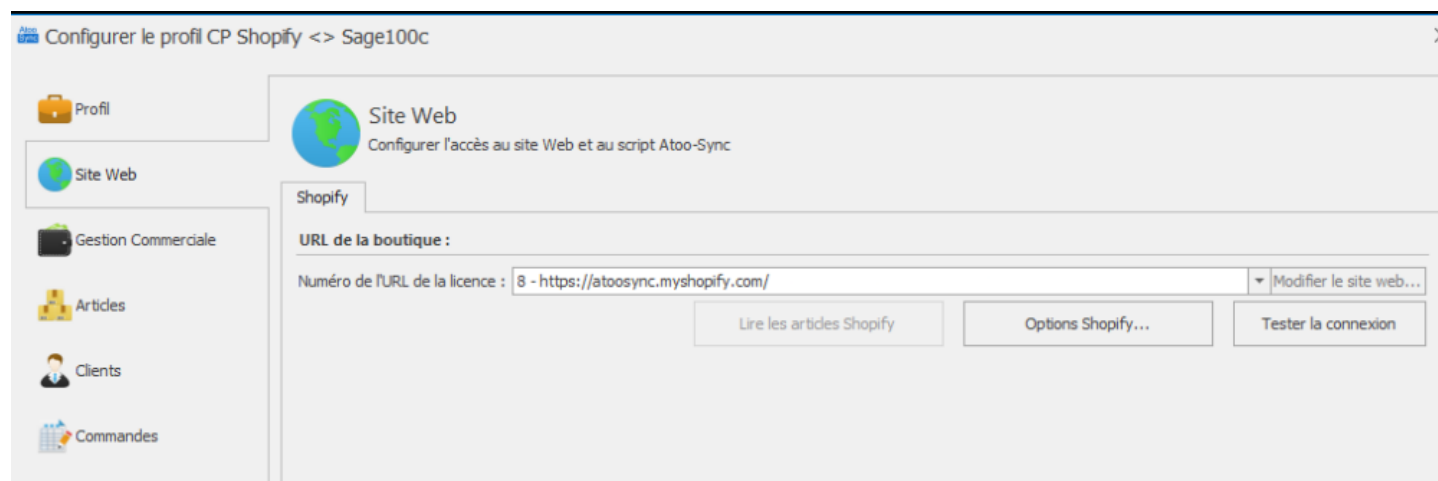 Atoo
Sync
Configurer le profil CP Shopify <> Sage100c
Profil
Site Web
Gestion Commerciale
Articles
Clients
Commandes
Site Web
Configurer l'accès au site Web et au script Atoo-Sync
Shopify
URL de la boutique :
Numéro de l'URL de la licence : 8 - https://atoosync.myshopify.com/ Modifier le site web...
Lire les articles Shopify Options Shopify... Tester la connexion